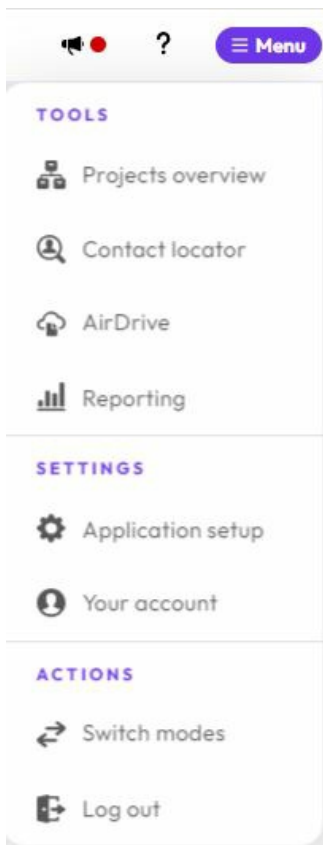 ? Menu
TOOLS
Projects overview
Contact locator
AirDrive
Reporting
SETTINGS
Application setup
Your account
ACTIONS
Switch modes
Log out